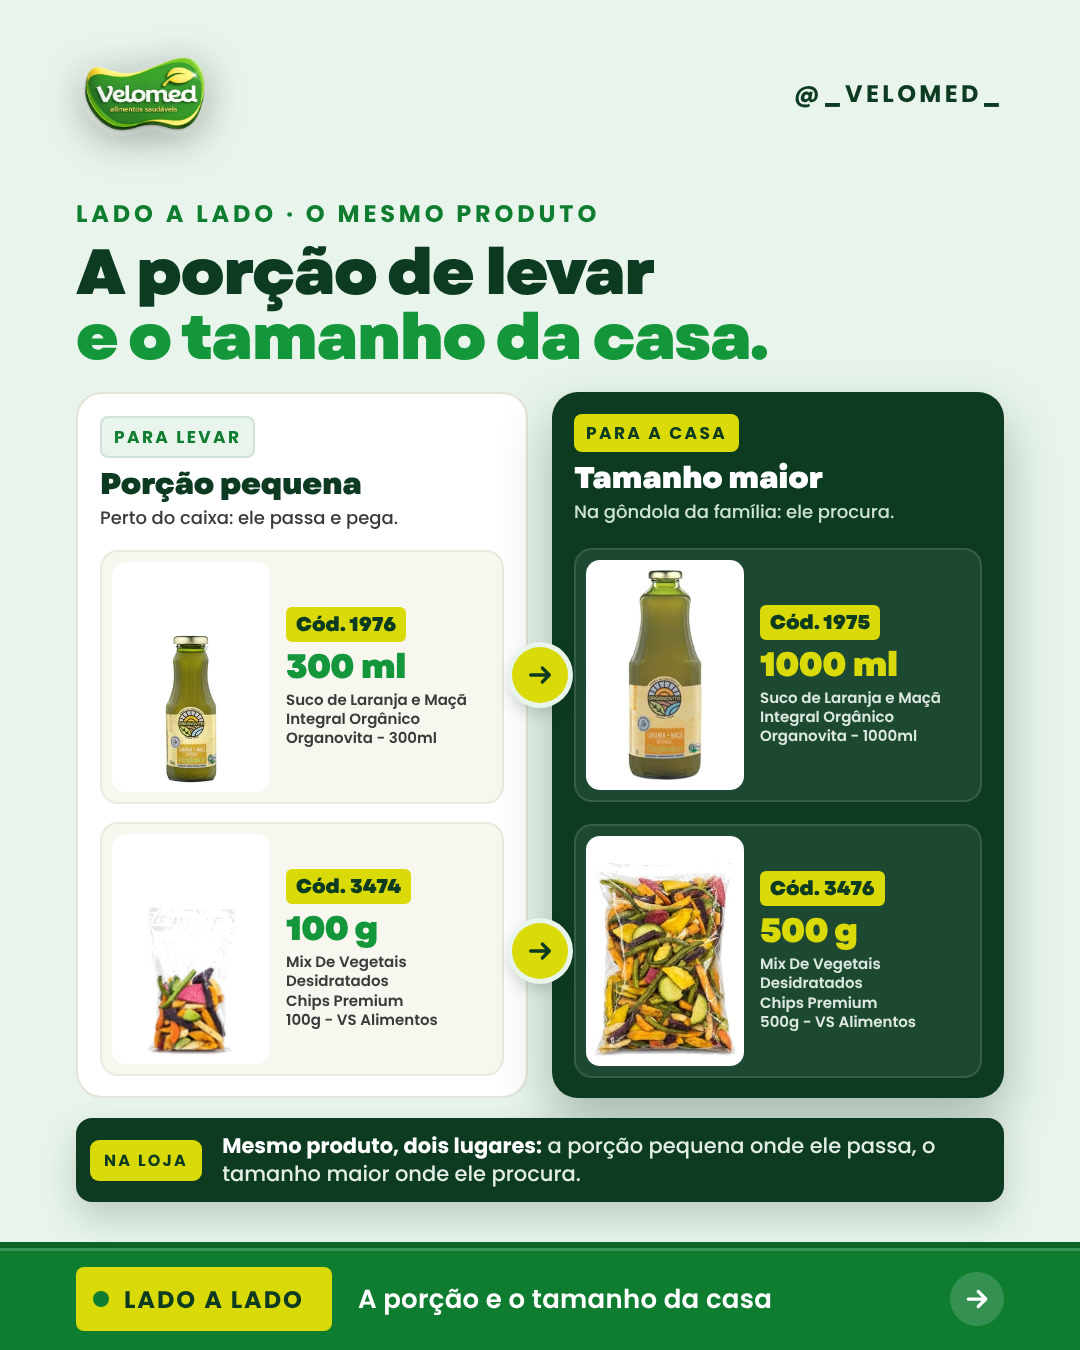 Velomed
alimentos saudáveis
@_VELOMED_
LADO A LADO · O MESMO PRODUTO
A porção de levar
e o tamanho da casa.
PARA LEVAR
Porção pequena
Perto do caixa: ele passa e pega.
Cód. 1976
300 ml
Suco de Laranja e Maçã
Integral Orgânico
Organovita - 300ml
Cód. 3474
100 g
Mix De Vegetais
Desidratados
Chips Premium
100g - VS Alimentos
PARA A CASA
Tamanho maior
Na gôndola da família: ele procura.
ORGANOVITA
LARANJA + MAÇÃ
Orgânico
Cód. 1975
1000 ml
Suco de Laranja e Maçã
Integral Orgânico
Organovita - 1000ml
Cód. 3476
500 g
Mix De Vegetais
Desidratados
Chips Premium
500g - VS Alimentos
NA LOJA
Mesmo produto, dois lugares: a porção pequena onde ele passa, o
tamanho maior onde ele procura.
LADO A LADO
A porção e o tamanho da casa